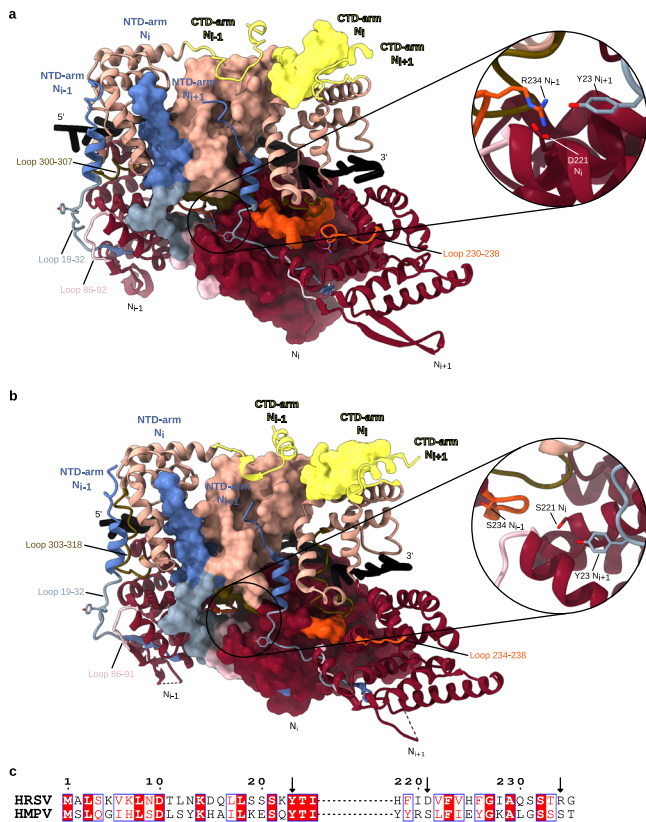 a
NTD-arm
Ni
CTD-arm
Ni-1
CTD-arm
Ni
CTD-arm
Ni+1
NTD-arm
Ni-1
NTD-arm
Ni+1
5'
3'
Loop 300-307
Loop 19-32
Loop 86-92
Loop 230-238
Ni-1
Ni
Ni+1
R234 Ni-1
Y23 Ni+1
D221
Ni
b
NTD-arm
Ni
CTD-arm
Ni-1
CTD-arm
Ni
CTD-arm
Ni+1
NTD-arm
Ni-1
NTD-arm
Ni+1
5'
3'
Loop 303-318
Loop 19-32
Loop 86-91
Loop 234-238
Ni-1
Ni
Ni+1
S221 Ni
S234 Ni-1
Y23 Ni+1
c
1 10 20 220 230
HRSV MALSKVKLNDTLNKDQLLSSSKYTI--------------HFIDVFVHFGIAQSSTRG
HMPV MSLQGIHLSDLSYKHAILKESQYTI--------------YYRSLFIEYGKALGSSST